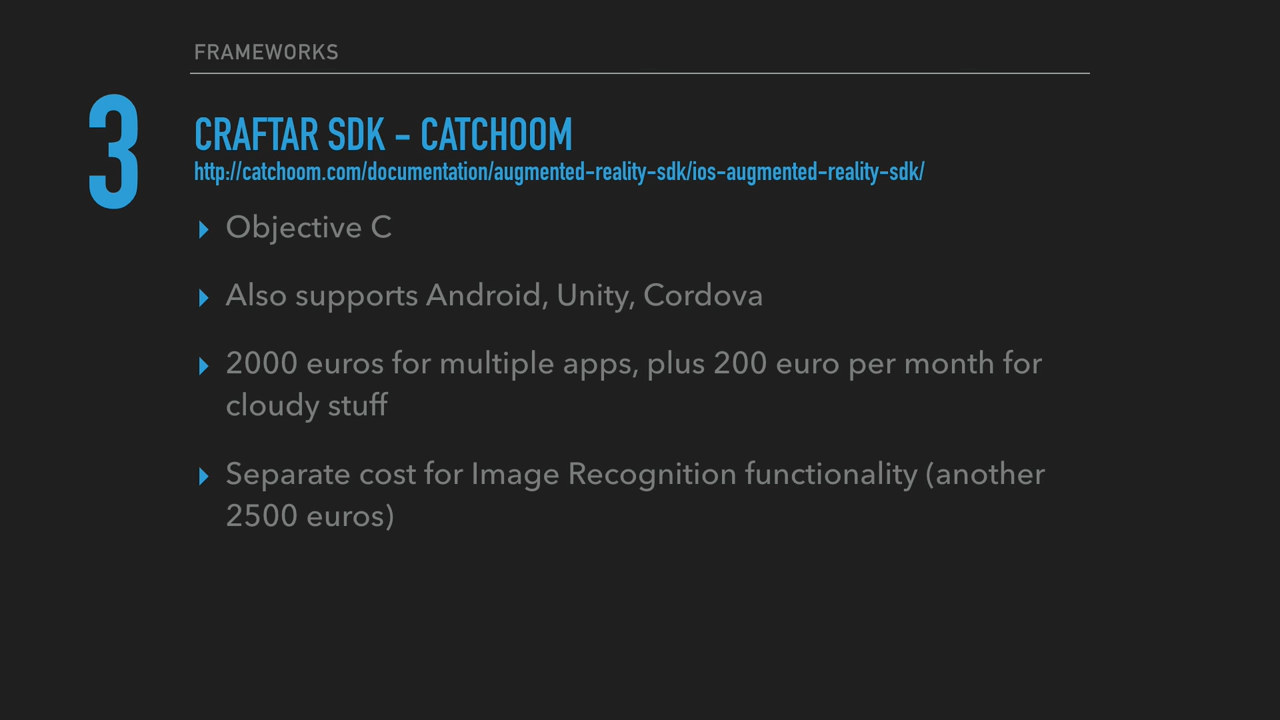 FRAMEWORKS
3
CRAFTAR SDK - CATCHOOM
http://catchoom.com/documentation/augmented-reality-sdk/ios-augmented-reality-sdk/
Objective C
Also supports Android, Unity, Cordova
2000 euros for multiple apps, plus 200 euro per month for
cloudy stuff
Separate cost for Image Recognition functionality (another
2500 euros)